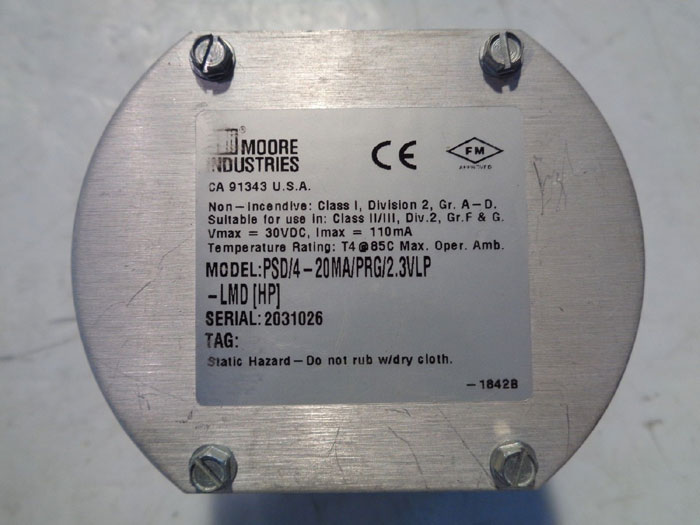 MOORE
INDUSTRIES
®
CE
FM
APPROVED
CA 91343 U.S.A.
Non-Incendive: Class I, Division 2, Gr. A-D.
Suitable for use in: Class II/III, Div.2, Gr.F & G.
Vmax = 30VDC, Imax = 110mA
Temperature Rating: T4@85C Max. Oper. Amb.
MODEL:PSD/4-20MA/PRG/2.3VLP
-LMD [HP]
SERIAL: 2031026
TAG:
Static Hazard-Do not rub w/dry cloth.
-1842B